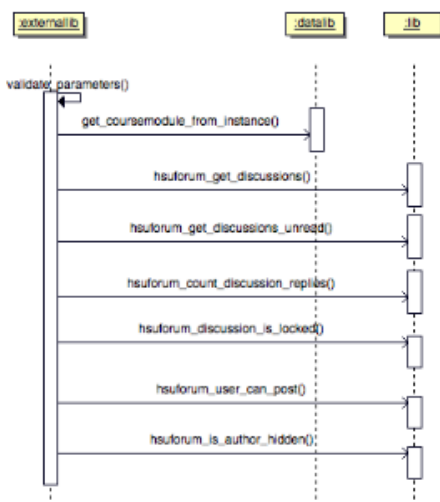 :externallib
:datalib
:lib
validate_parameters()
get_coursemodule_from_instance()
hsuforum_get_discussions()
hsuforum_get_discussions_unread()
hsuforum_count_discussion_replies()
hsuforum_discussion_is_locked()
hsuforum_user_can_post()
hsuforum_is_author_hidden()